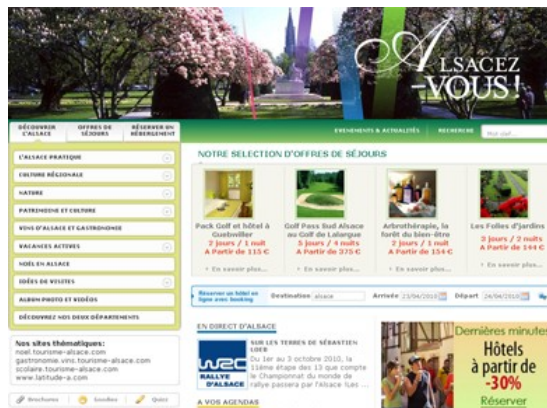 ALSACEZ
-VOUS!
DÉCOUVRIR
L'ALSACE
OFFRES DE
SÉJOURS
RÉSERVER UN
HÉBERGEMENT
EVENEMENTS & ACTUALITÉS
RECHERCHE
Mot clef...
L'ALSACE PRATIQUE
CULTURE RÉGIONALE
NATURE
PATRIMOINE ET CULTURE
VINS D'ALSACE ET GASTRONOMIE
VACANCES ACTIVES
NOËL EN ALSACE
IDÉES DE VISITES
ALBUM PHOTO ET VIDÉOS
DÉCOUVREZ NOS DEUX DÉPARTEMENTS
Nos sites thématiques:
noel.tourisme-alsace.com
gastronomie.vins.tourisme-alsace.com
scolaire.tourisme-alsace.com
www.latitude-a.com
Brochures
Goodies
Quizz
NOTRE SELECTION D'OFFRES DE SÉJOURS
Pack Golf et hôtel à
Guebwiller
2 jours / 1 nuit
A Partir de 115 €
> En savoir plus...
Golf Pass Sud Alsace
au Golf de Lalargue
5 jours / 4 nuits
A Partir de 375 €
> En savoir plus...
Arbrothérapie, la
forêt du bien-être
2 jours / 1 nuit
A Partir de 154 €
> En savoir plus...
Les Folies d'jardins
3 jours / 2 nuits
A Partir de 144 €
> En savoir plus...
Réserver un hôtel en
ligne avec booking
Destination
alsace
Arrivée
23/04/2010
Départ
24/04/2010
EN DIRECT D'ALSACE
WRC
RALLYE
D'ALSACE
SUR LES TERRES DE SÉBASTIEN
LOEB
Du 1er au 3 octobre 2010, la
11ème étape des 13 que compte
le Championnat du monde de
rallye passera par l'Alsace !Les ...
A VOS AGENDAS
Dernières minutes
Hôtels
à partir de
-30%
Réserver